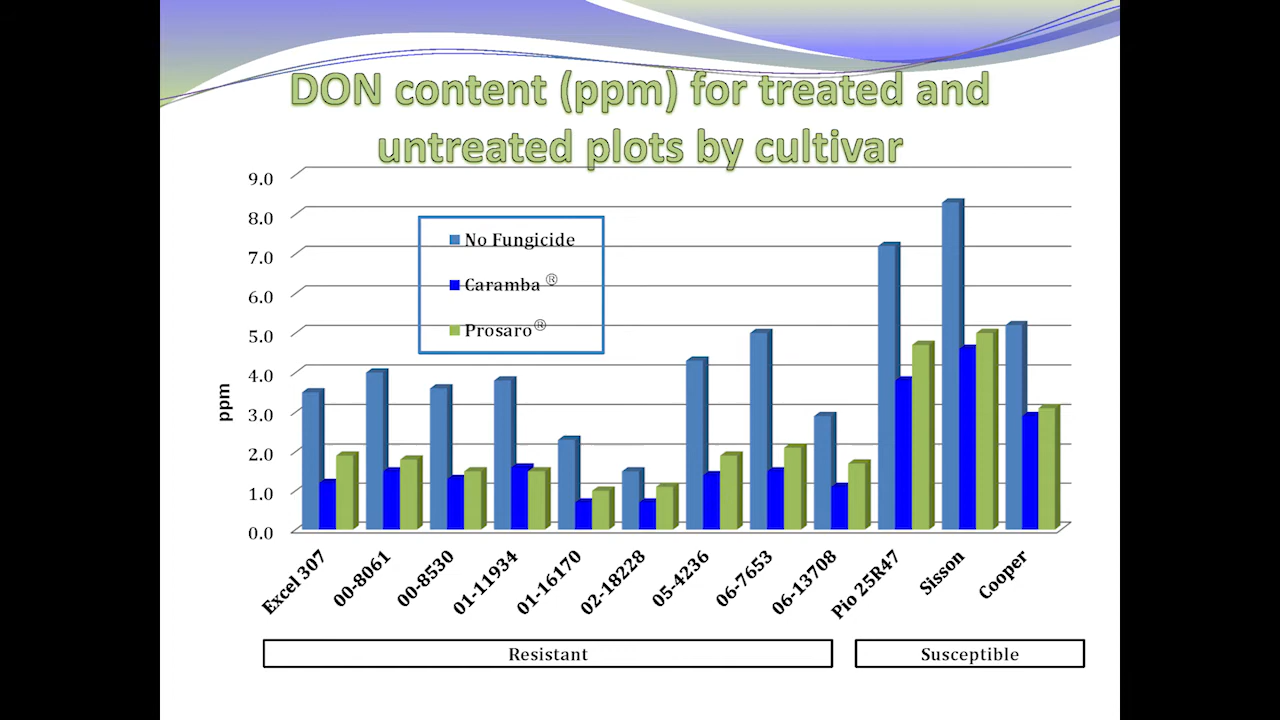 DON content (ppm) for treated and
untreated plots by cultivar
9.0
8.0
7.0
6.0
5.0
4.0
3.0
2.0
1.0
0.0
ppm
No Fungicide
Caramba ®
Prosaro®
Excel 307
00-8061
00-8530
01-11934
01-16170
02-18228
05-4236
06-7653
06-13708
Pio 25R47
Sisson
Cooper
Resistant
Susceptible